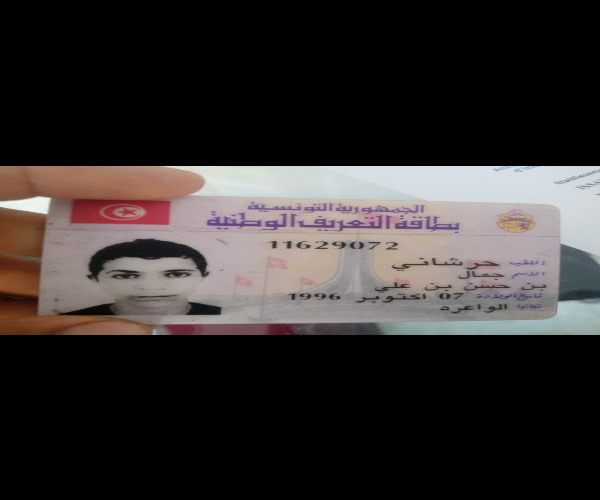 الجمهورية التونسية
بطاقة التعريف الوطنية
11629072
اللقب حرشاني
الاسم جمال
بن حسن بن علي
تاريخ الولادة 07 اكتوبر 1996
مكانها الواعره